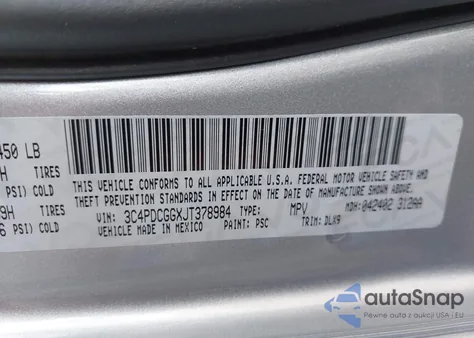 450 LB
H TIRES
PSI) COLD
9H TIRES
6 PSI) COLD
THIS VEHICLE CONFORMS TO ALL APPLICABLE U.S.A. FEDERAL MOTOR VEHICLE SAFETY AND
THEFT PREVENTION STANDARDS IN EFFECT ON THE DATE OF MANUFACTURE SHOWN ABOVE.
VIN: 3C4PDCGGXJT378984 TYPE: MPV MDH: 042402 312AA
VEHICLE MADE IN MEXICO PAINT: PSC TRIM: DLX9
autoSnap
Pewne auta z aukcji USA i EU